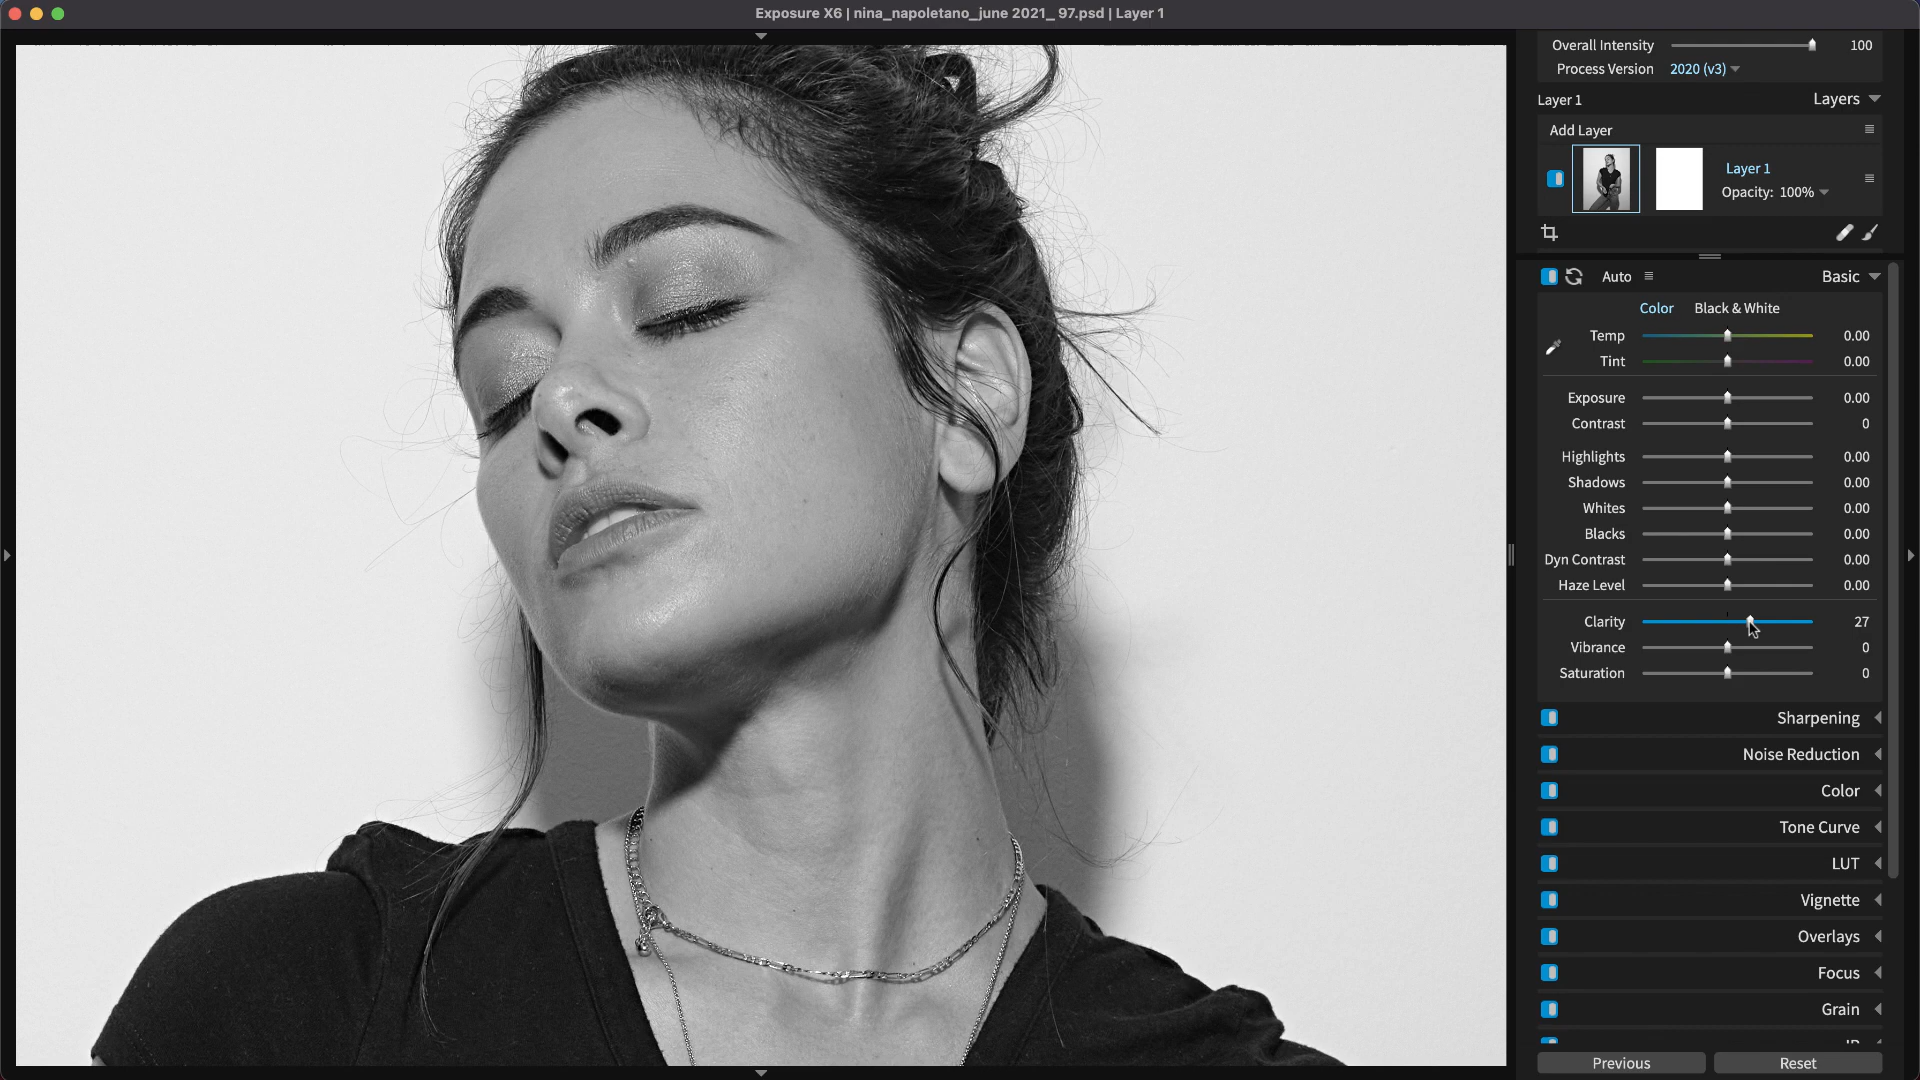 Exposure X6 | nina_napoletano_june 2021_ 97.psd | Layer 1
Overall Intensity 100
Process Version 2020 (v3)
Layer 1 Layers
Add Layer
Layer 1
Opacity: 100%
Auto Basic
Color Black & White
Temp 0.00
Tint 0.00
Exposure 0.00
Contrast 0
Highlights 0.00
Shadows 0.00
Whites 0.00
Blacks 0.00
Dyn Contrast 0.00
Haze Level 0.00
Clarity 27
Vibrance 0
Saturation 0
Sharpening
Noise Reduction
Color
Tone Curve
LUT
Vignette
Overlays
Focus
Grain
Previous Reset